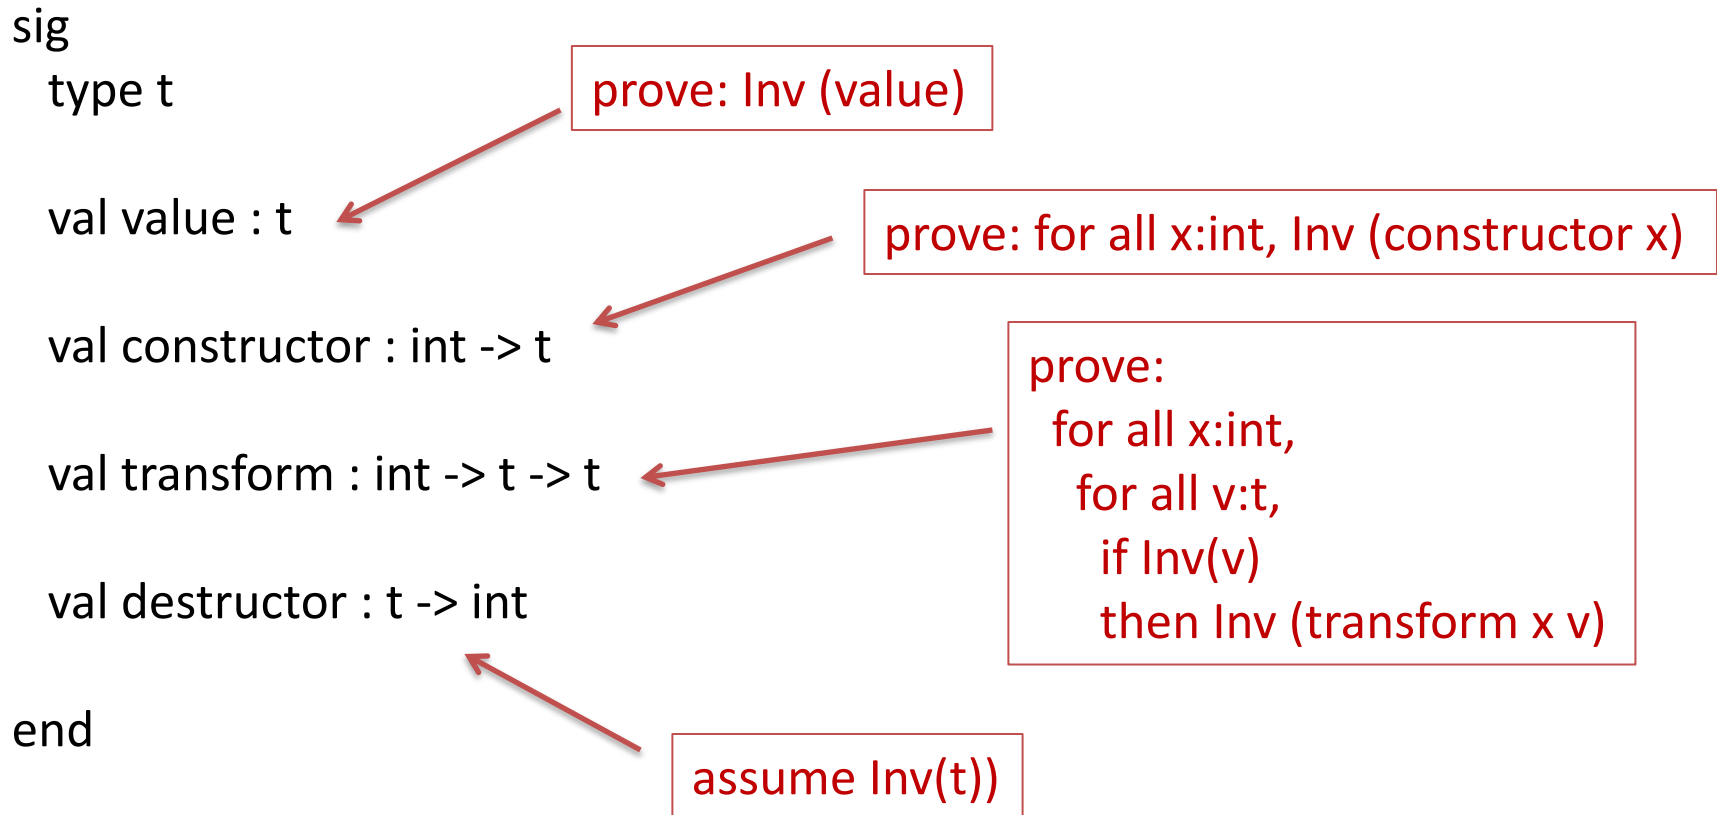 sig
type t
prove: Inv (value)
val value : t
prove: for all x:int, Inv (constructor x)
val constructor : int -> t
prove:
for all x:int,
for all v:t,
if Inv(v)
then Inv (transform x v)
val transform : int -> t -> t
val destructor : t -> int
end
assume Inv(t))